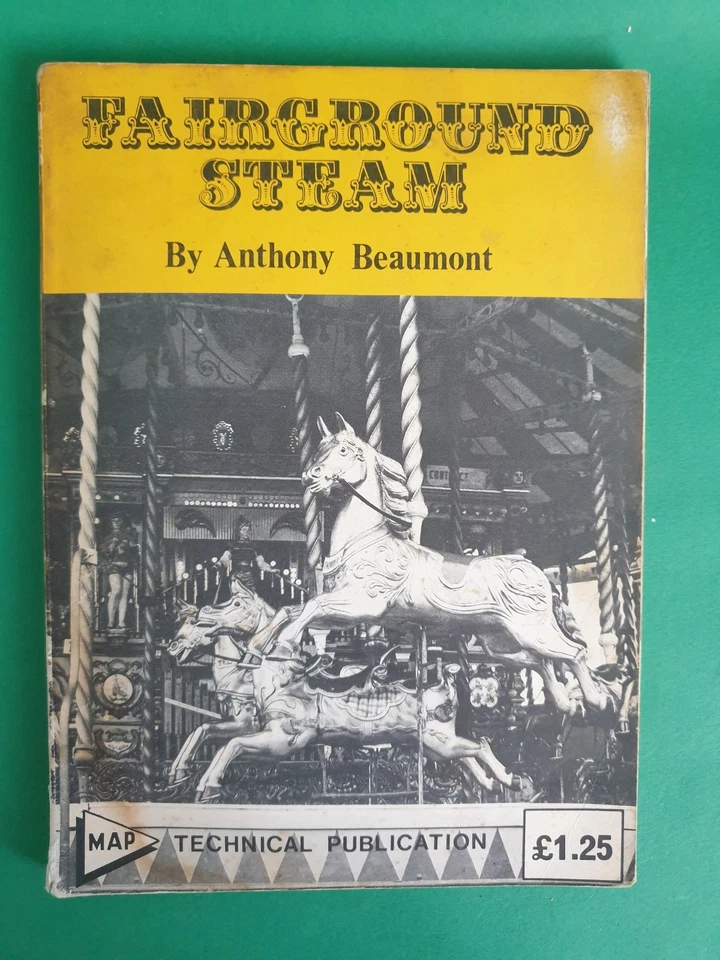 FAIRGROUND
STEAM
By Anthony Beaumont
MAP TECHNICAL PUBLICATION £1.25